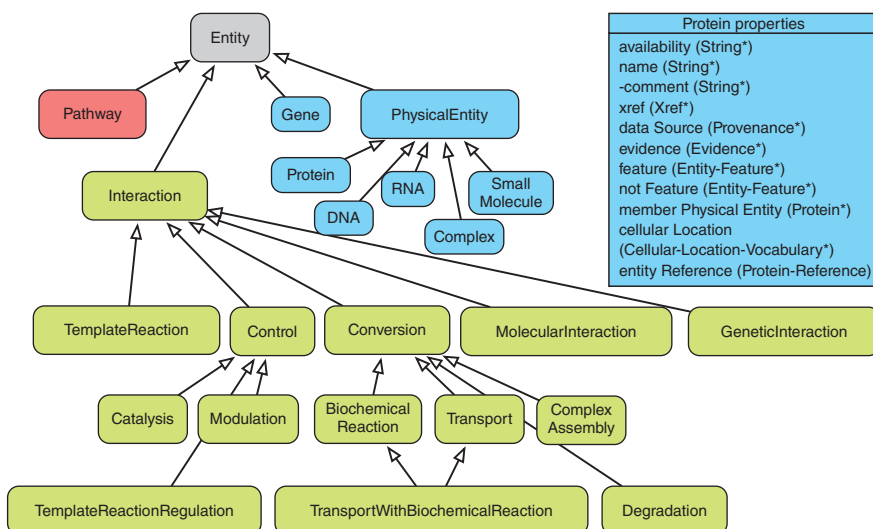 Entity
Protein properties
availability (String*)
name (String*)
-comment (String*)
xref (Xref*)
data Source (Provenance*)
evidence (Evidence*)
feature (Entity-Feature*)
not Feature (Entity-Feature*)
member Physical Entity (Protein*)
cellular Location
(Cellular-Location-Vocabulary*)
entity Reference (Protein-Reference)
Pathway
Gene
PhysicalEntity
Protein
RNA
Small
Molecule
Interaction
DNA
Complex
TemplateReaction
Control
Conversion
MolecularInteraction
GeneticInteraction
Catalysis
Modulation
Biochemical
Reaction
Transport
Complex
Assembly
TemplateReactionRegulation
TransportWithBiochemicalReaction
Degradation